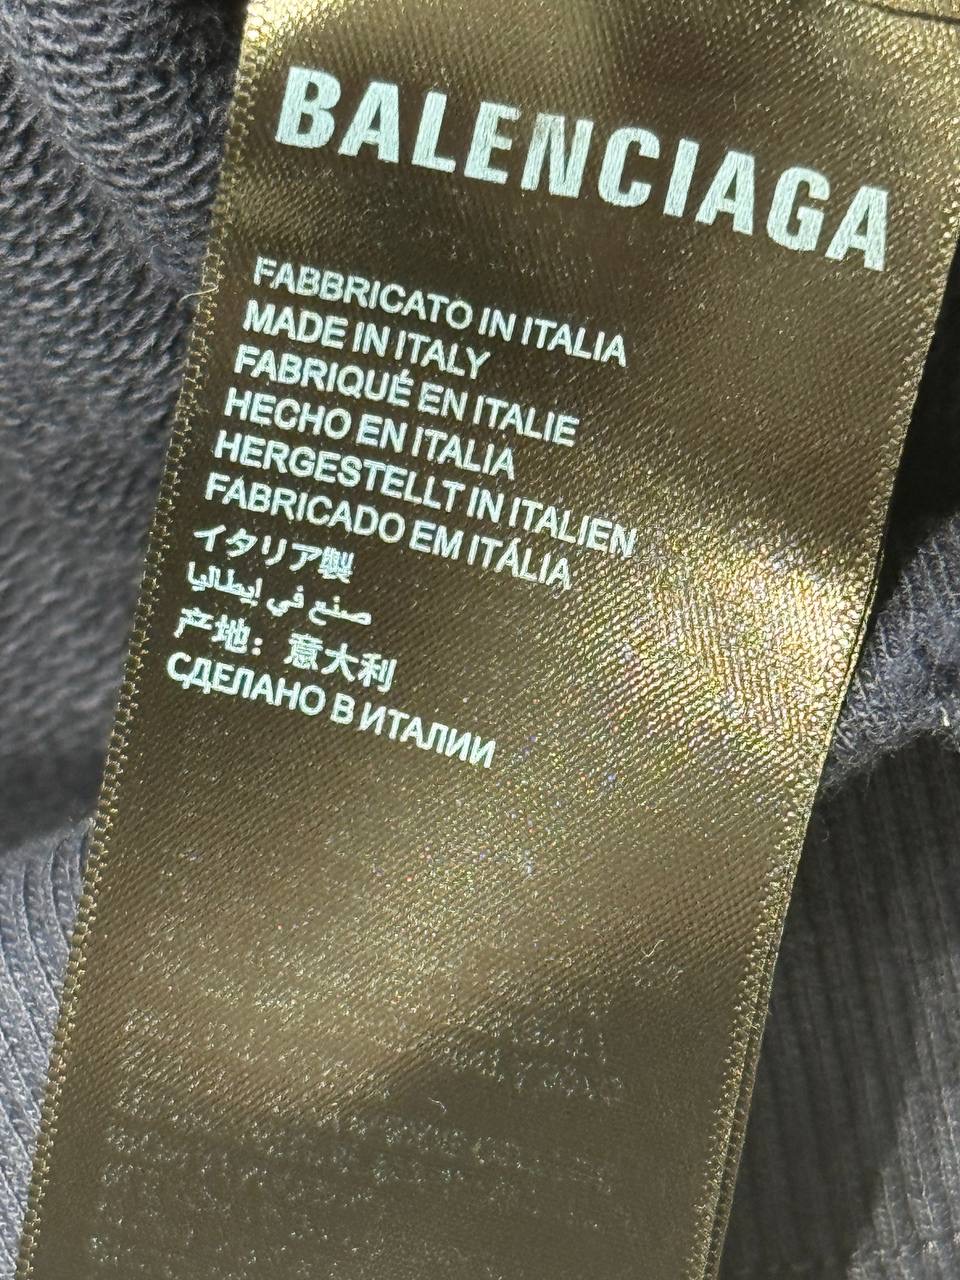 BALENCIAGA
FABBRICATO IN ITALIA
MADE IN ITALY
FABRIQUÉ EN ITALIE
HECHO EN ITALIA
HERGESTELLT IN ITALIEN
FABRICADO EM ITÁLIA
イタリア製
صنع في ايطاليا
产地：意大利
СДЕЛАНО В ИТАЛИИ